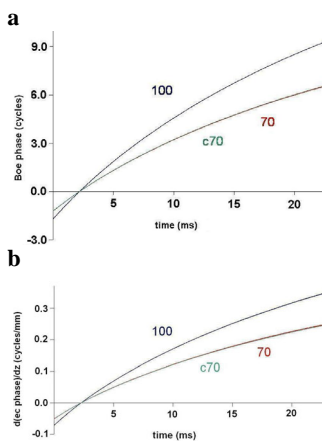 a
9.0
6.0
3.0
0.0
-3.0
Boe phase (cycles)
100
70
c70
5
10
15
20
time (ms)
b
0.3
0.2
0.1
0.0
-0.1
d(ec phase)/dz (cycles/mm)
100
70
c70
5
10
15
20
time (ms)